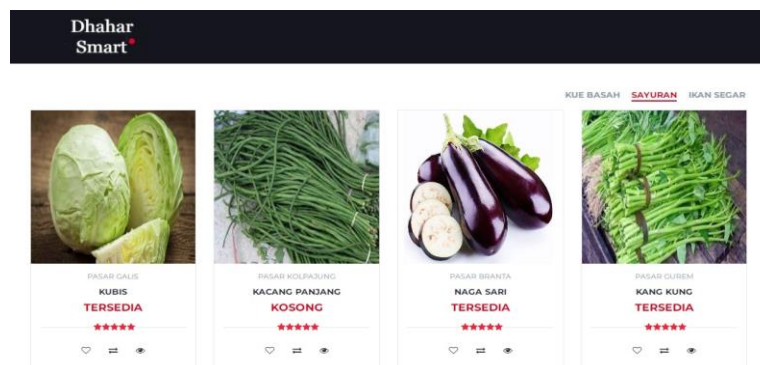 Dhahar
Smart
KUE BASAH SAYURAN IKAN SEGAR
PASAR GALIS
KUBIS
TERSEDIA
PASAR KOLPAJUNG
KACANG PANJANG
KOSONG
PASAR BRANTA
NAGA SARI
TERSEDIA
PASAR GUREM
KANG KUNG
TERSEDIA